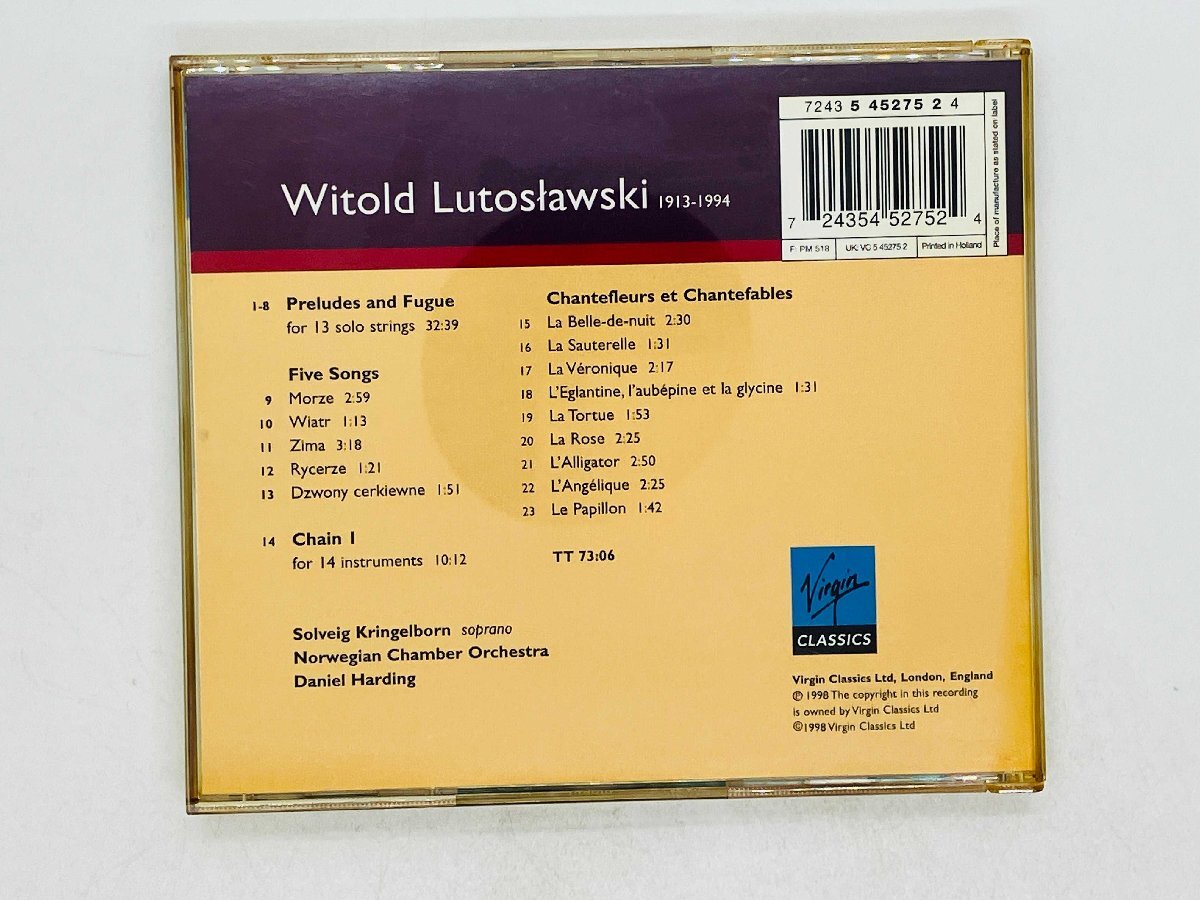 7243 5 45275 2 4
7 24354 52752 4
F: PM 518
UK: VC 5 45275 2
Printed in Holland
Place of manufacture as stated on label
Witold Lutosławski 1913-1994
1-8 Preludes and Fugue
for 13 solo strings 32:39
Five Songs
9 Morze 2:59
10 Wiatr 1:13
11 Zima 3:18
12 Rycerze 1:21
13 Dzwony cerkiewne 1:51
14 Chain 1
for 14 instruments 10:12
Chantefleurs et Chantefables
15 La Belle-de-nuit 2:30
16 La Sauterelle 1:31
17 La Véronique 2:17
18 L'Eglantine, l'aubépine et la glycine 1:31
19 La Tortue 1:53
20 La Rose 2:25
21 L'Alligator 2:50
22 L'Angélique 2:25
23 Le Papillon 1:42
TT 73:06
Solveig Kringelborn soprano
Norwegian Chamber Orchestra
Daniel Harding
Virgin
CLASSICS
Virgin Classics Ltd, London, England
℗ 1998 The copyright in this recording
is owned by Virgin Classics Ltd
©1998 Virgin Classics Ltd